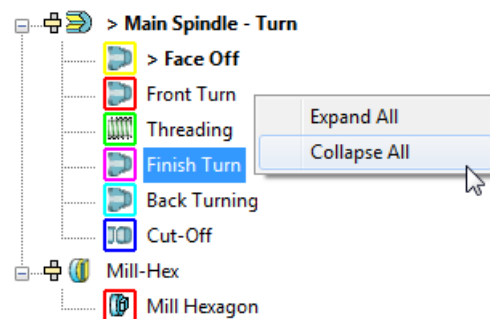 > Main Spindle - Turn
> Face Off
Front Turn
Threading
Finish Turn
Back Turning
Cut-Off
Mill-Hex
Mill Hexagon
Expand All
Collapse All